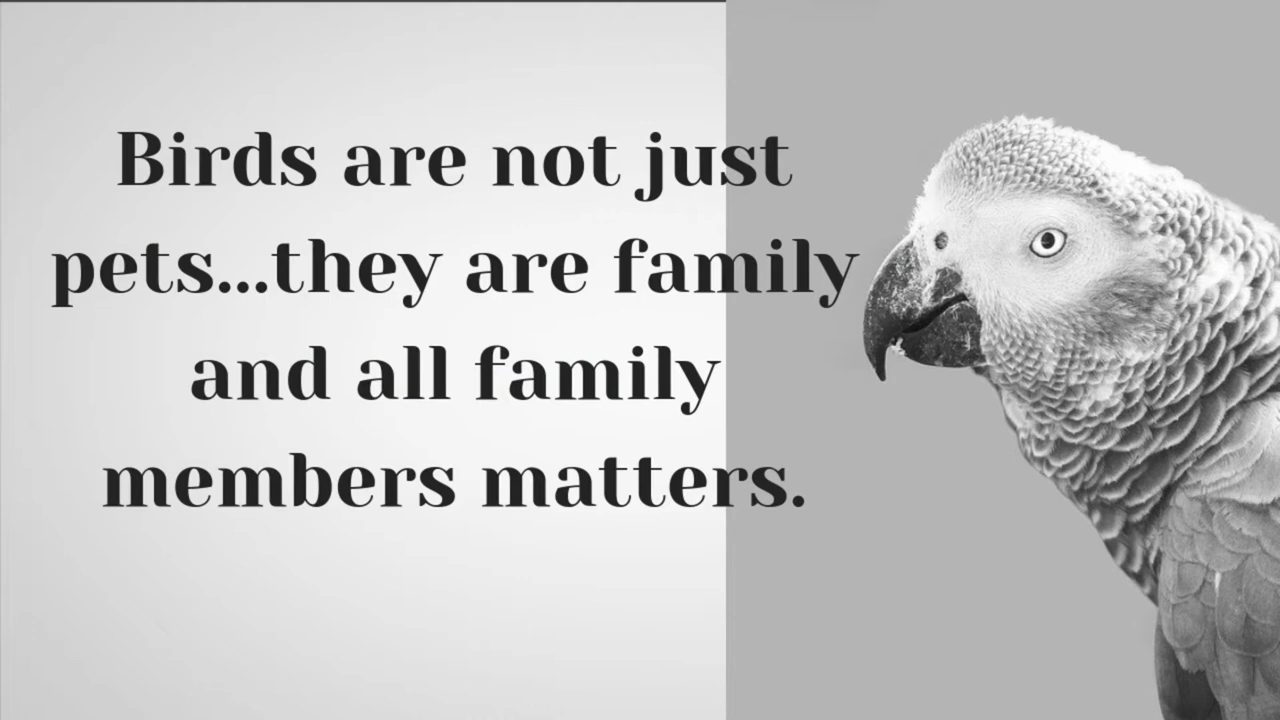 Birds are not just
pets...they are family
and all family
members matters.